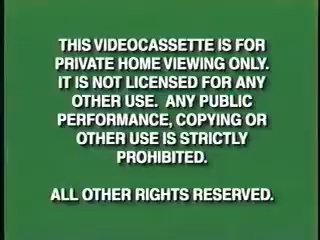 THIS VIDEOCASSETTE IS FOR
PRIVATE HOME VIEWING ONLY.
IT IS NOT LICENSED FOR ANY
OTHER USE. ANY PUBLIC
PERFORMANCE, COPYING OR
OTHER USE IS STRICTLY
PROHIBITED.
ALL OTHER RIGHTS RESERVED.